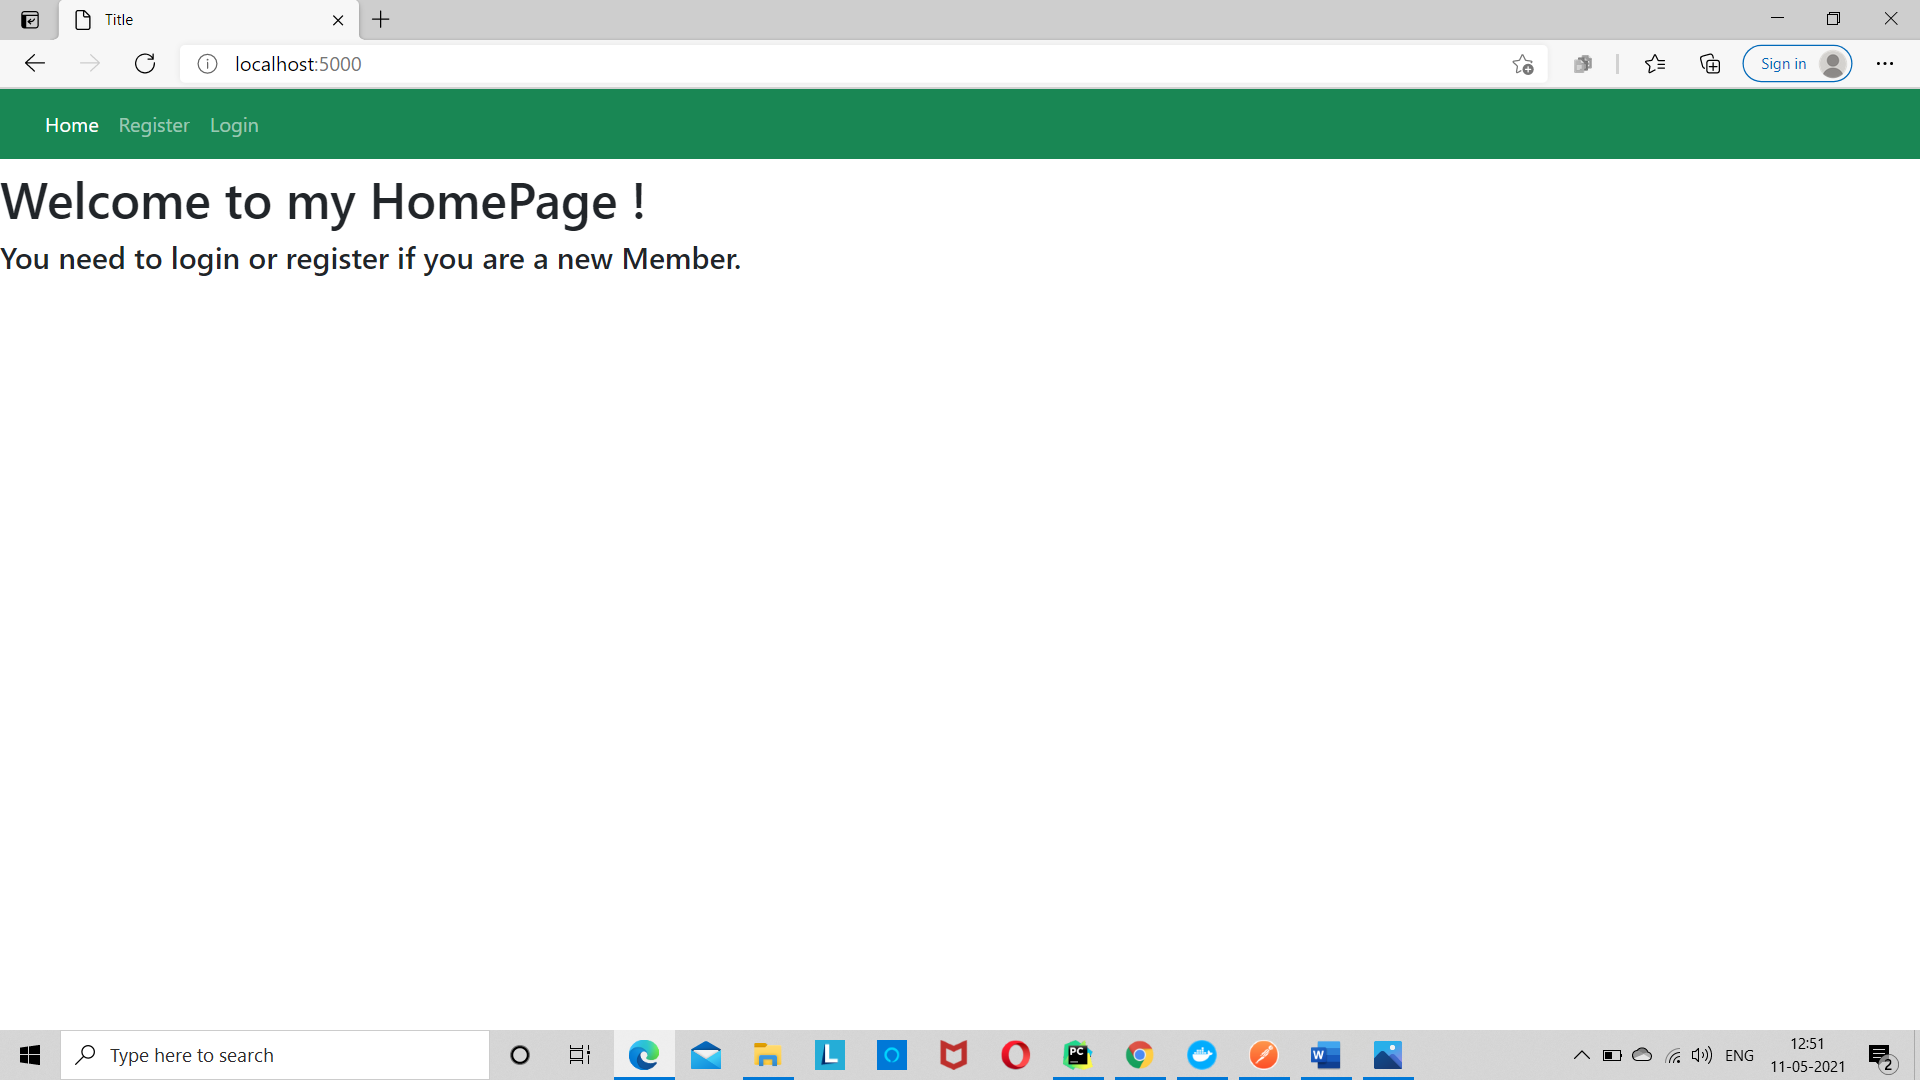 Title
localhost:5000
Sign in
Home Register Login
Welcome to my HomePage !
You need to login or register if you are a new Member.
Type here to search
L
PC
W
ENG
12:51
11-05-2021
2